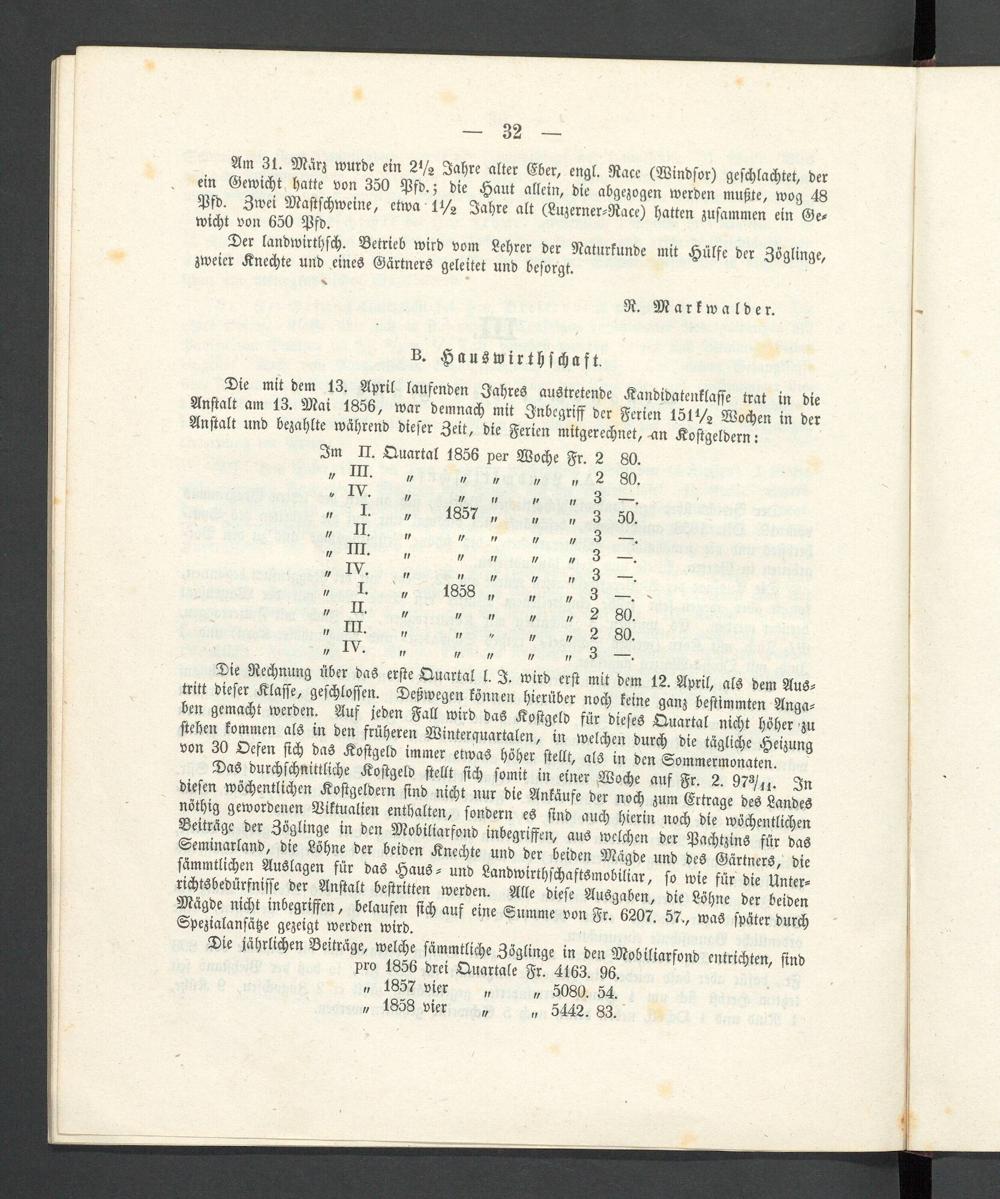 — 32 —
Am 31. März wurde ein 2½ Jahre alter Eber, engl. Race (Windsor) geschlachtet, der
ein Gewicht hatte von 350 Pfd.; die Haut allein, die abgezogen werden mußte, wog 48
Pfd. Zwei Mastschweine, etwa 1½ Jahre alt (Luzerner-Race) hatten zusammen ein Ge-
wicht von 650 Pfd.
Der landwirthsch. Betrieb wird vom Lehrer der Naturkunde mit Hülfe der Zöglinge,
zweier Knechte und eines Gärtners geleitet und besorgt.
R. Markwalder.
B. Hauswirthschaft.
Die mit dem 13. April laufenden Jahres austretende Kandidatenklasse trat in die
Anstalt am 13. Mai 1856, war demnach mit Inbegriff der Ferien 151½ Wochen in der
Anstalt und bezahlte während dieser Zeit, die Ferien mitgerechnet, an Kostgeldern:
Im II. Quartal 1856 per Woche Fr. 2 80.
„ III. „ „ „ „ „ 2 80.
„ IV. „ „ „ „ „ 3 —.
„ I. „ 1857 „ „ „ 3 50.
„ II. „ „ „ „ „ 3 —.
„ III. „ „ „ „ „ 3 —.
„ IV. „ „ „ „ „ 3 —.
„ I. „ 1858 „ „ „ 3 —.
„ II. „ „ „ „ „ 2 80.
„ III. „ „ „ „ „ 2 80.
„ IV. „ „ „ „ „ 3 —.
Die Rechnung über das erste Quartal l. J. wird erst mit dem 12. April, als dem Aus-
tritt dieser Klasse, geschlossen. Deßwegen können hierüber noch keine ganz bestimmten Anga-
ben gemacht werden. Auf jeden Fall wird das Kostgeld für dieses Quartal nicht höher zu
stehen kommen als in den früheren Winterquartalen, in welchen durch die tägliche Heizung
von 30 Oefen sich das Kostgeld immer etwas höher stellt, als in den Sommermonaten.
Das durchschnittliche Kostgeld stellt sich somit in einer Woche auf Fr. 2. 97³/₁₁. In
diesen wöchentlichen Kostgeldern sind nicht nur die Ankäufe der noch zum Ertrage des Landes
nöthig gewordenen Viktualien enthalten, sondern es sind auch hierin noch die wöchentlichen
Beiträge der Zöglinge in den Mobiliarfond inbegriffen, aus welchen der Pachtzins für das
Seminarland, die Löhne der beiden Knechte und der beiden Mägde und des Gärtners, die
sämmtlichen Auslagen für das Haus- und Landwirthschaftsmobiliar, so wie für die Unter-
richtsbedürfnisse der Anstalt bestritten werden. Alle diese Ausgaben, die Löhne der beiden
Mägde nicht inbegriffen, belaufen sich auf eine Summe von Fr. 6207. 57., was später durch
Spezialansätze gezeigt werden wird.
Die jährlichen Beiträge, welche sämmtliche Zöglinge in den Mobiliarfond entrichten, sind
pro 1856 drei Quartale Fr. 4163. 96.
„ 1857 vier „ „ 5080. 54.
„ 1858 vier „ „ 5442. 83.